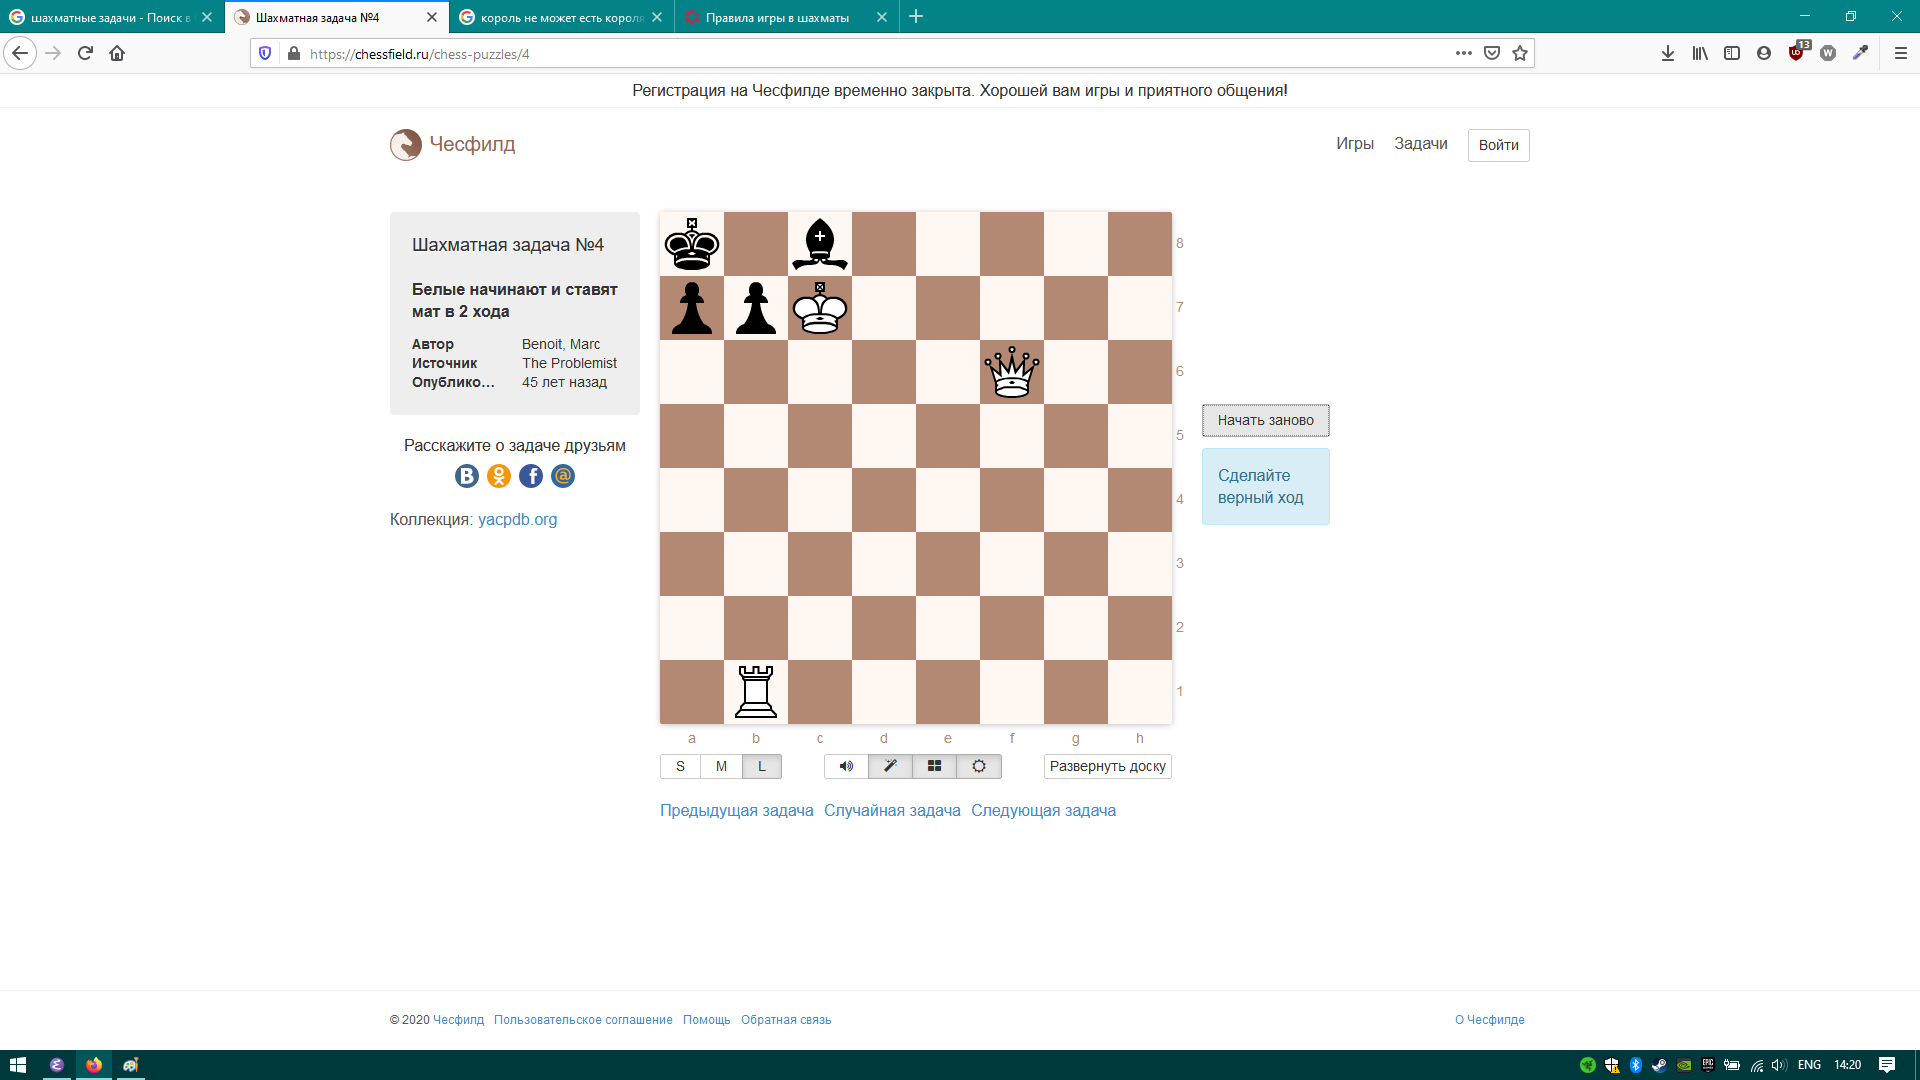 шахматные задачи - Поиск в
Шахматная задача №4
король не может есть короля
Правила игры в шахматы
https://chessfield.ru/chess-puzzles/4
13
Регистрация на Чесфилде временно закрыта. Хорошей вам игры и приятного общения!
Чесфилд
Игры
Задачи
Войти
Шахматная задача №4
Белые начинают и ставят
мат в 2 хода
Автор Benoit, Marc
Источник The Problemist
Опублико… 45 лет назад
Расскажите о задаче друзьям
Коллекция: yacpdb.org
8
7
6
5
4
3
2
1
a b c d e f g h
Начать заново
Сделайте
верный ход
S M L
Развернуть доску
Предыдущая задача Случайная задача Следующая задача
© 2020 Чесфилд Пользовательское соглашение Помощь Обратная связь
О Чесфилде
ENG 14:20